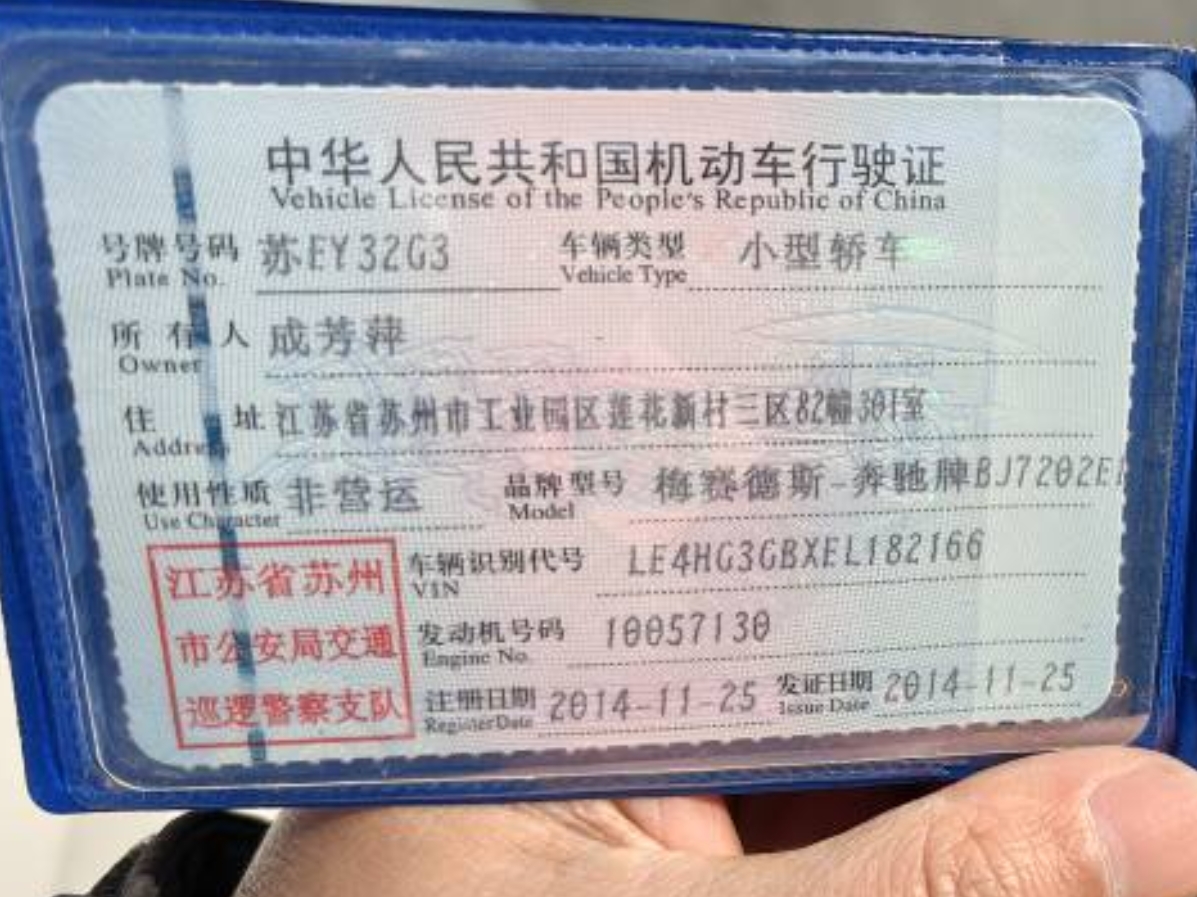 中华人民共和国机动车行驶证
Vehicle License of the People's Republic of China
号牌号码 苏EY32G3 车辆类型 小型轿车
Plate No. Vehicle Type
所有人 成芳萍
Owner
住址 江苏省苏州市工业园区莲花新村三区82幢301室
Address
使用性质 非营运 品牌型号 梅赛德斯-奔驰牌BJ7202E
Use Character Model
江苏省苏州
市公安局交通
巡逻警察支队
车辆识别代号 LE4HG3GBXEL182166
VIN
发动机号码 10057130
Engine No.
注册日期 2014-11-25 发证日期 2014-11-25
Register Date Issue Date